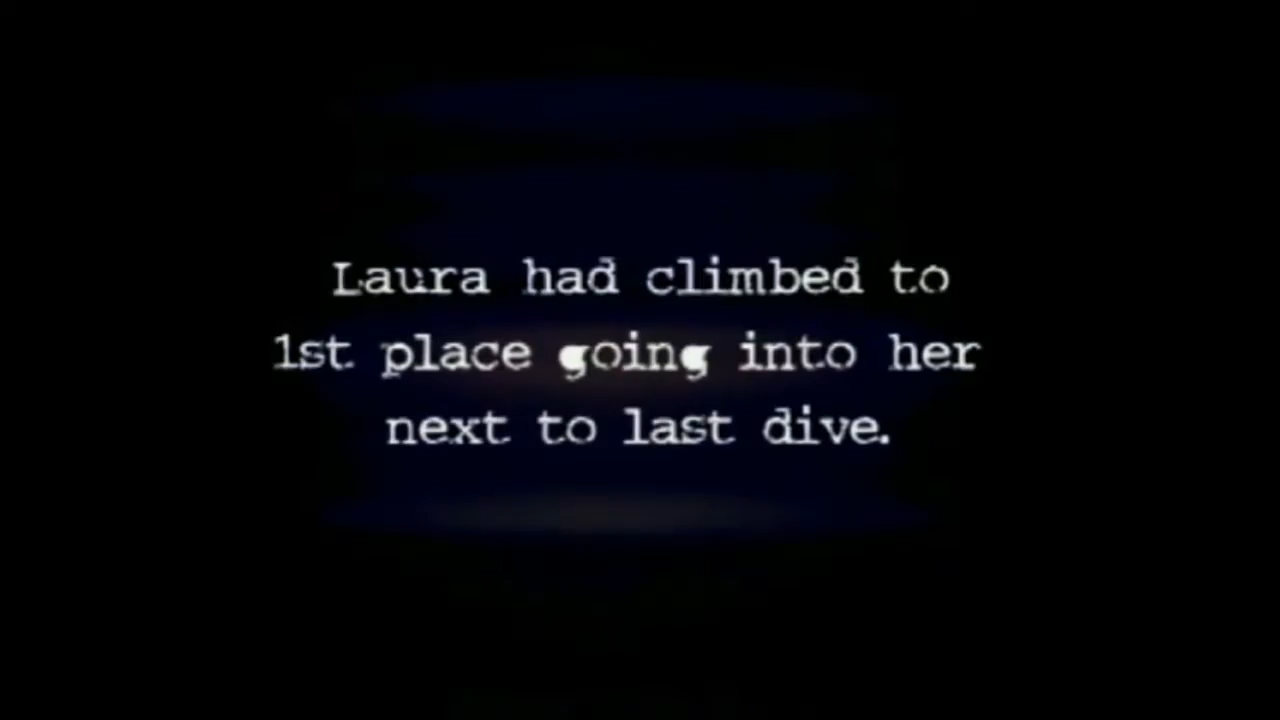 Laura had climbed to
1st place going into her
next to last dive.